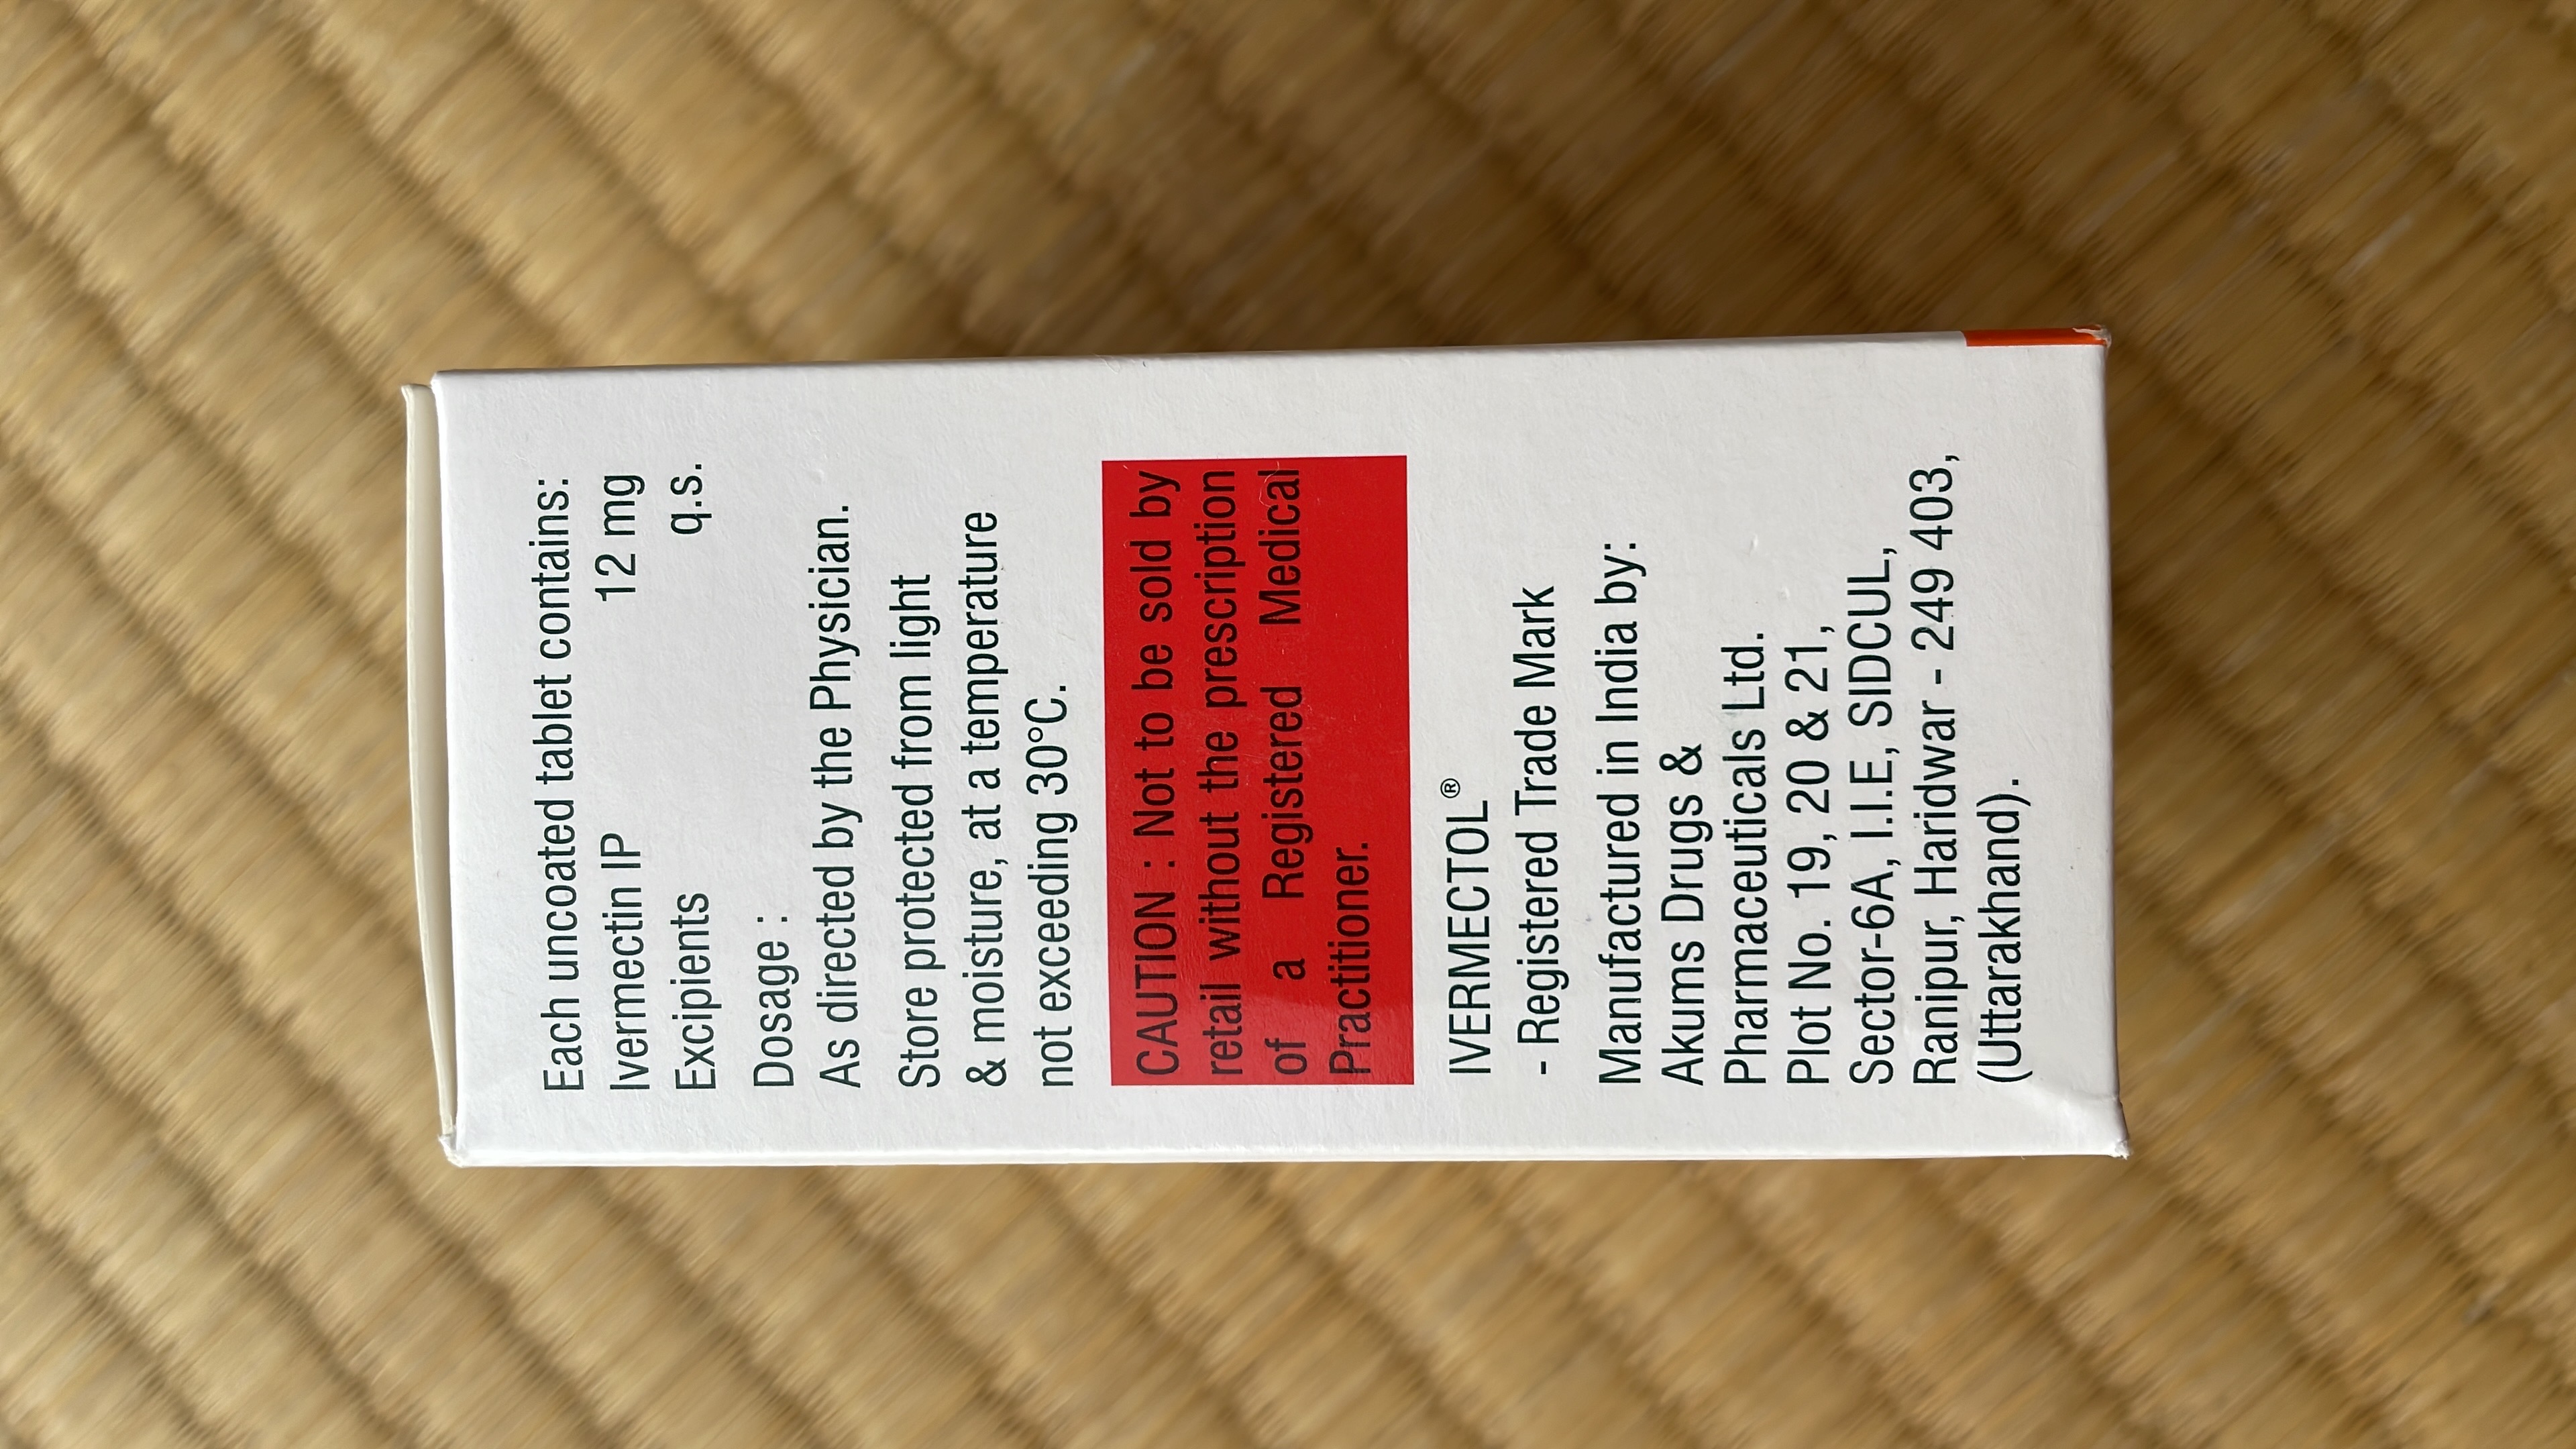 Each uncoated tablet contains:
Ivermectin IP 12 mg
Excipients q.s.
Dosage :
As directed by the Physician.
Store protected from light
& moisture, at a temperature
not exceeding 30°C.
CAUTION : Not to be sold by
retail without the prescription
of a Registered Medical
Practitioner.
IVERMECTOL®
- Registered Trade Mark
Manufactured in India by:
Akums Drugs &
Pharmaceuticals Ltd.
Plot No. 19, 20 & 21,
Sector-6A, I.I.E, SIDCUL,
Ranipur, Haridwar - 249 403,
(Uttarakhand).